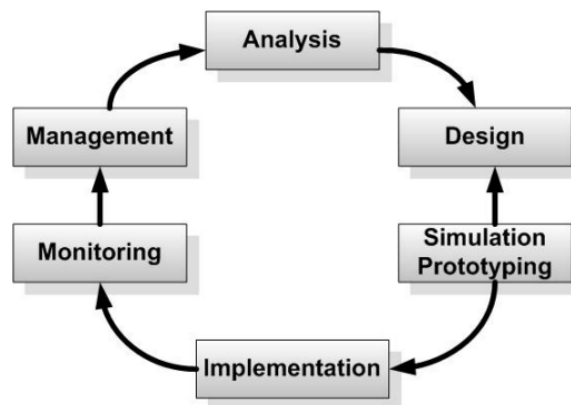 Analysis
Management
Design
Monitoring
Simulation
Prototyping
Implementation